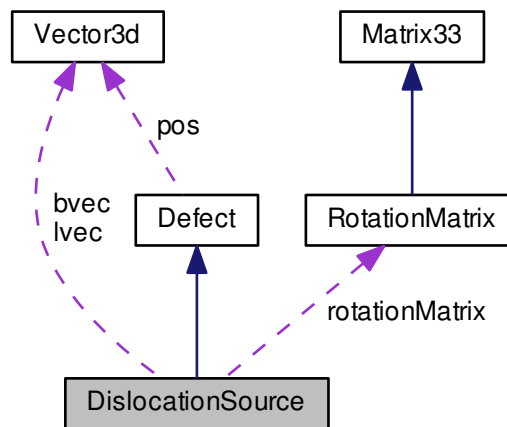 Vector3d
Matrix33
pos
bvec
lvec
Defect
RotationMatrix
rotationMatrix
DislocationSource